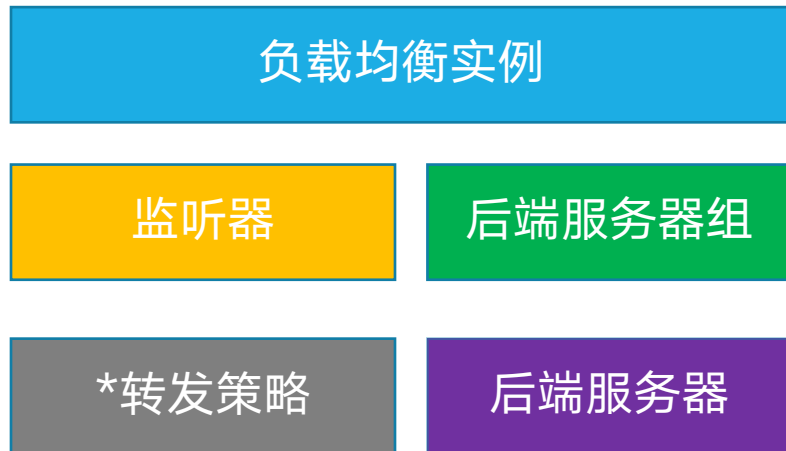 负载均衡实例
监听器
后端服务器组
*转发策略
后端服务器